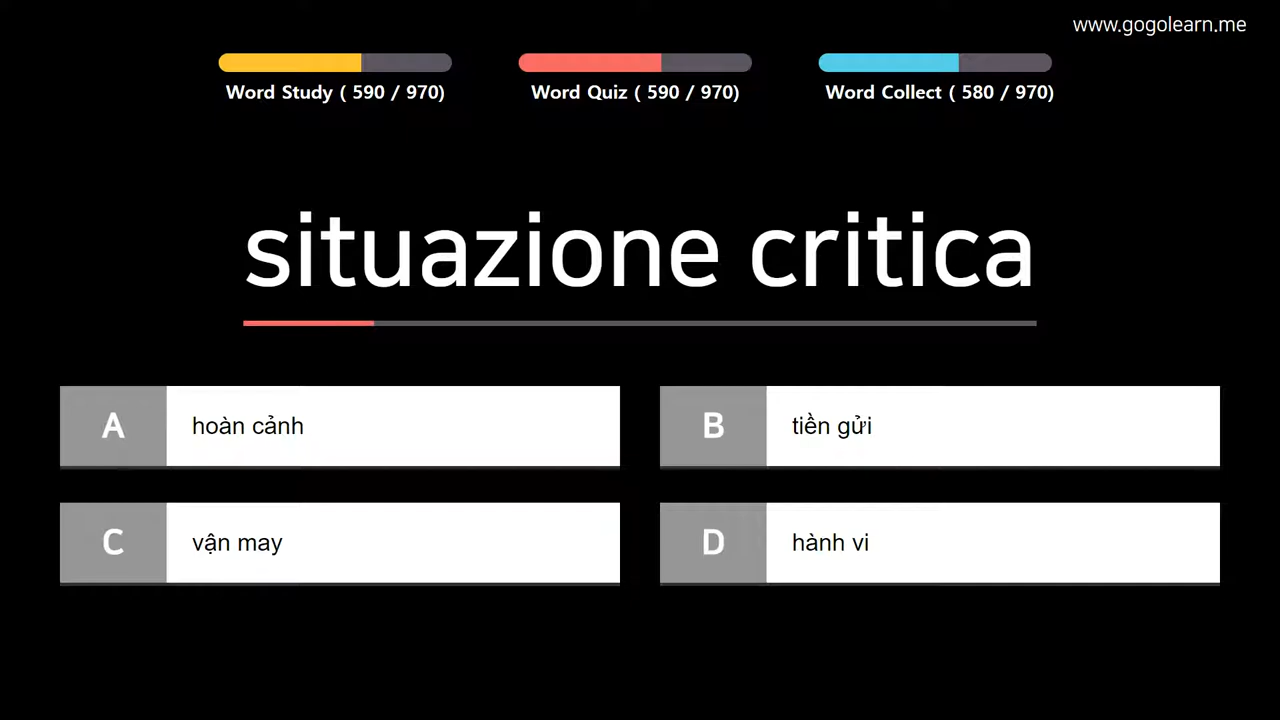 www.gogolearn.me
Word Study ( 590 / 970)
Word Quiz ( 590 / 970)
Word Collect ( 580 / 970)
situazione critica
A hoàn cảnh
B tiền gửi
C vận may
D hành vi